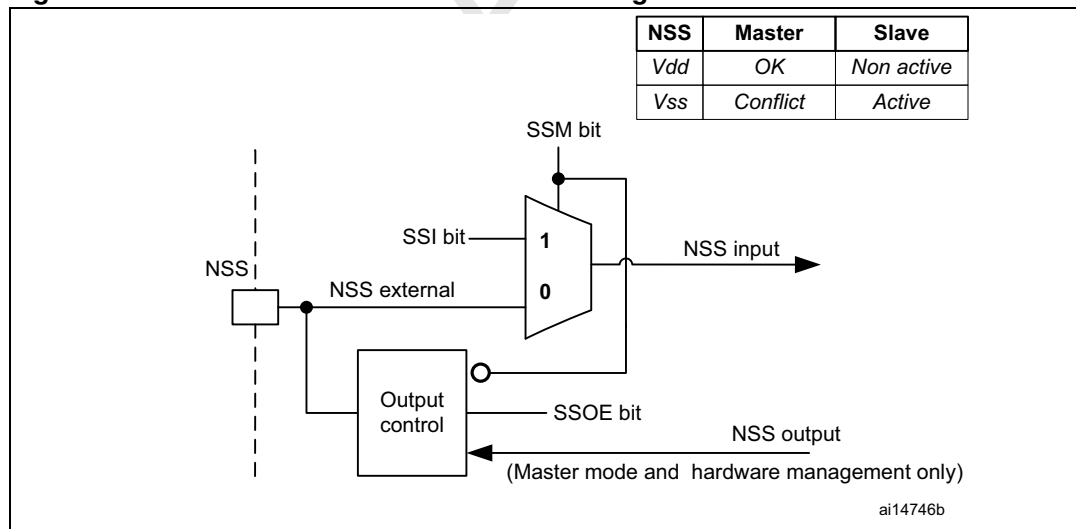 NSS Master Slave
Vdd OK Non active
Vss Conflict Active
SSM bit
SSI bit
1
NSS input
NSS
NSS external
0
Output
control
SSOE bit
NSS output
(Master mode and hardware management only)
ai14746b